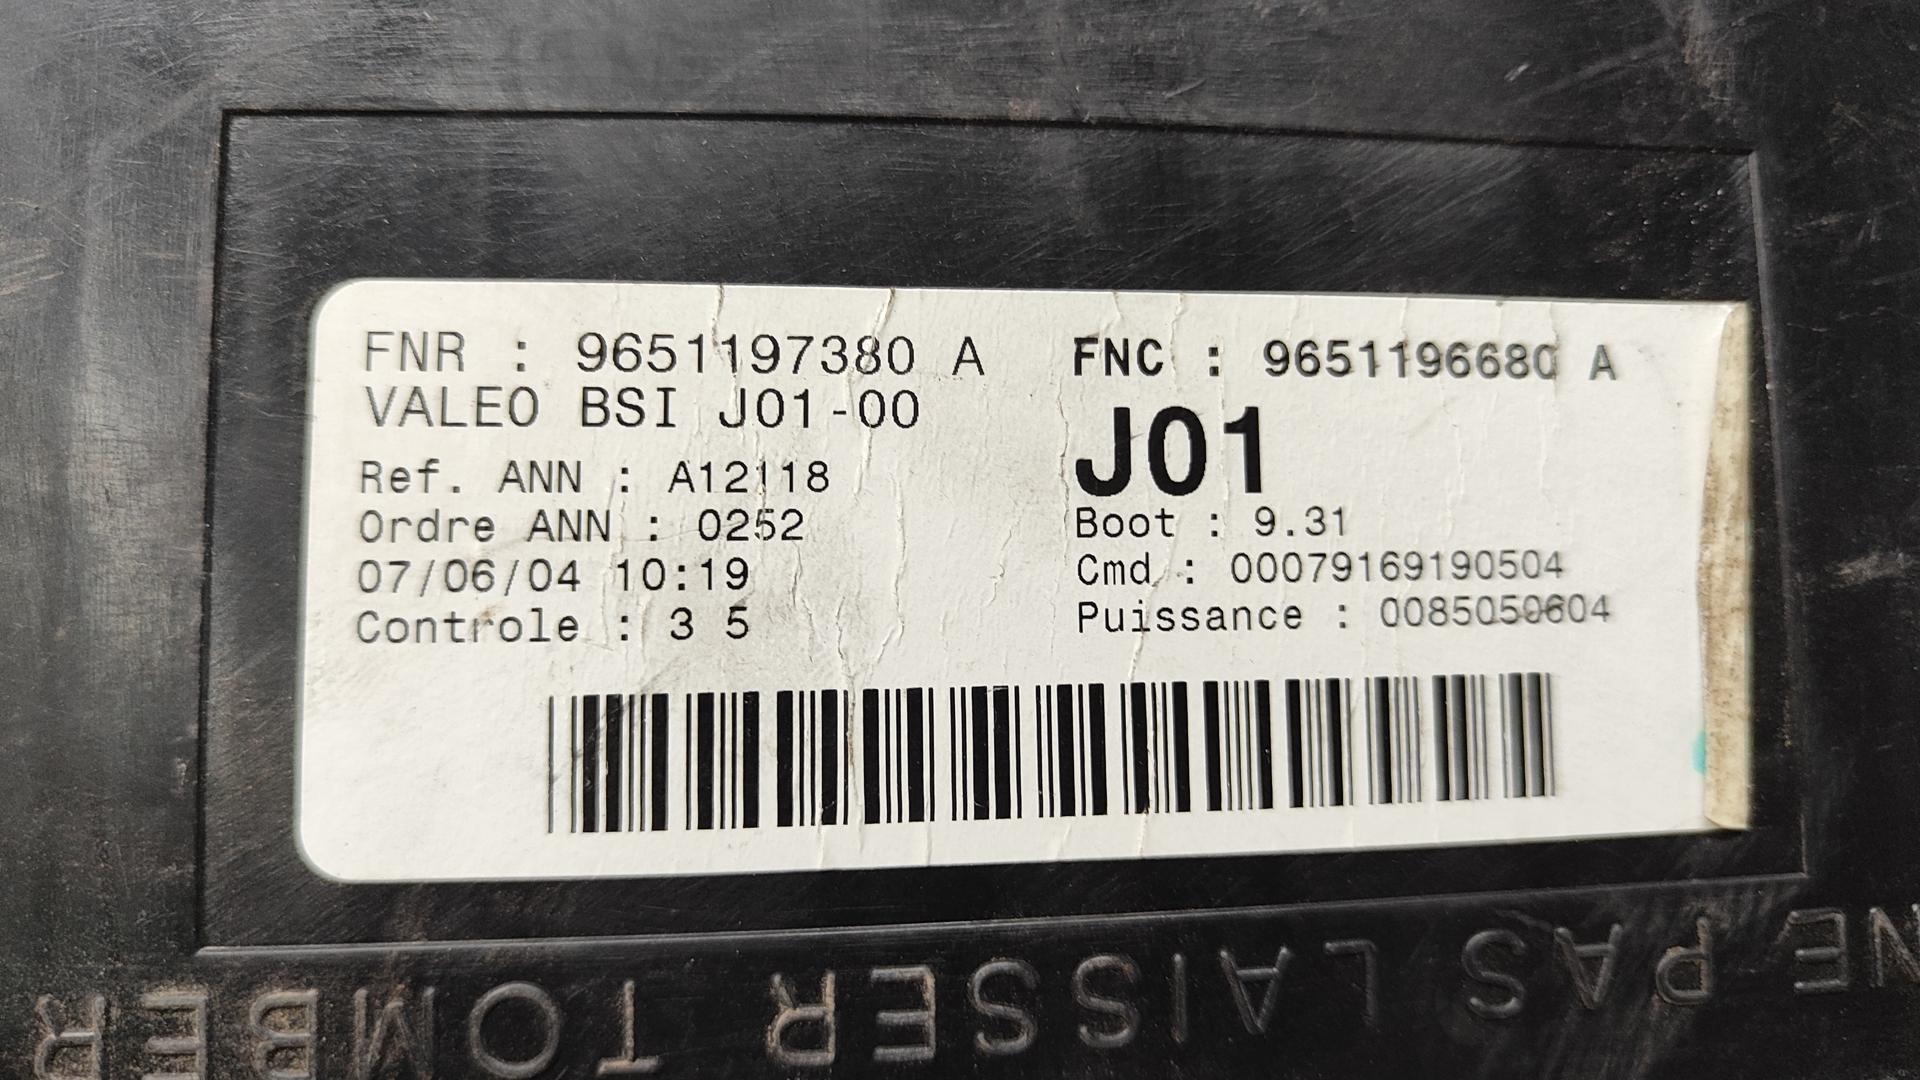 FNR : 9651197380 A
VALEO BSI J01-00
Ref. ANN : A12118
Ordre ANN : 0252
07/06/04 10:19
Controle : 3 5
FNC : 9651196680 A
J01
Boot : 9.31
Cmd : 00079169190504
Puissance : 0085050604
NE PAS LAISSER TOMBER